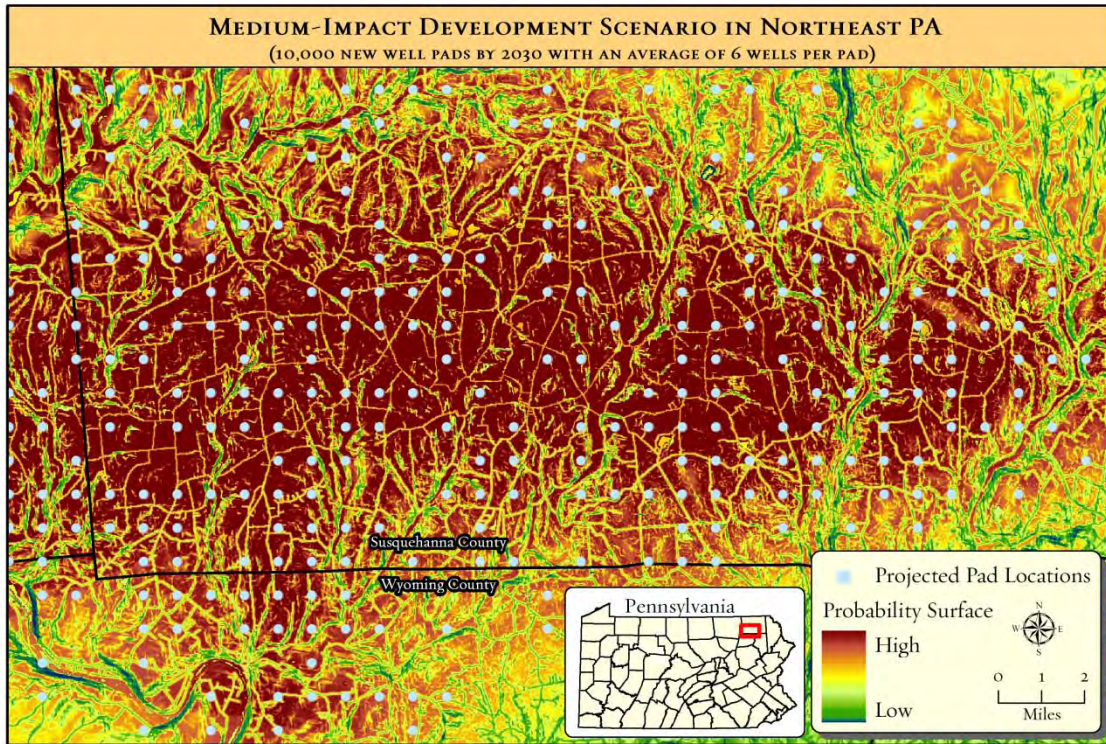 Medium-Impact Development Scenario in Northeast PA
(10,000 new well pads by 2030 with an average of 6 wells per pad)
Susquehanna County
Wyoming County
Pennsylvania
Projected Pad Locations
Probability Surface
High
Low
N
W E
S
0 1 2
Miles